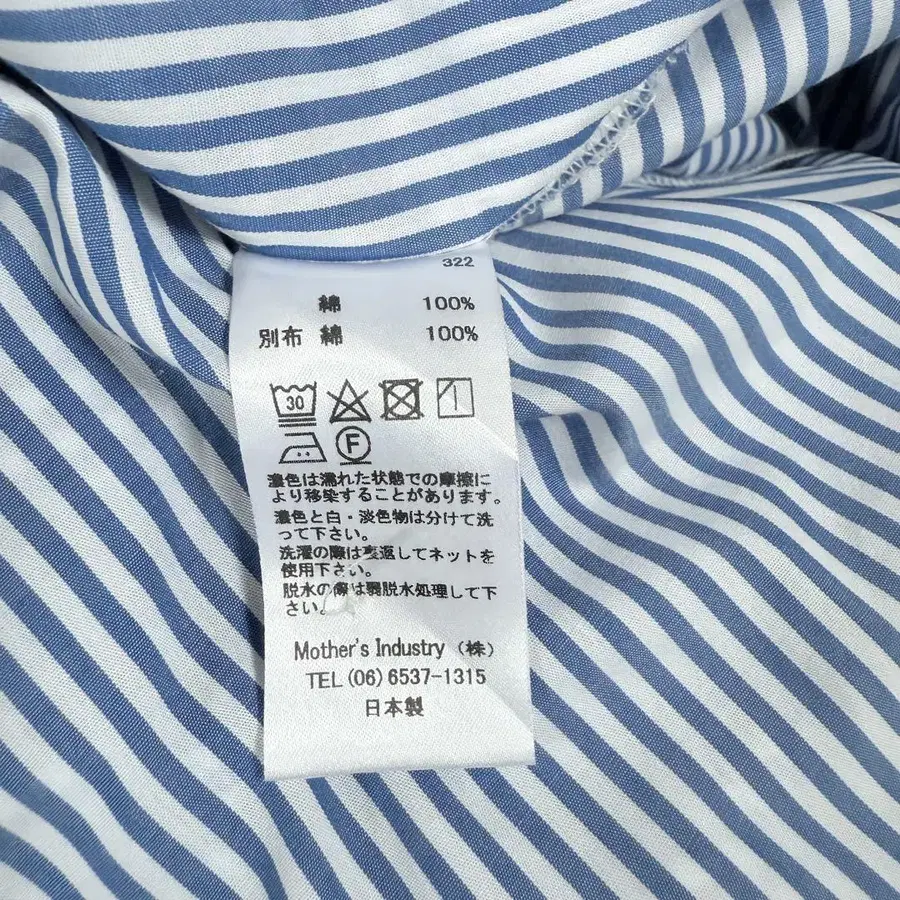 322
綿 100%
別布 綿 100%
30
F
濃色は濡れた状態での摩擦に
より移染することがあります。
濃色と白・淡色物は分けて洗
って下さい。
洗濯の際は裏返してネットを
使用下さい。
脱水の際は弱脱水処理して下
さい。
Mother's Industry (株)
TEL (06) 6537-1315
日本製